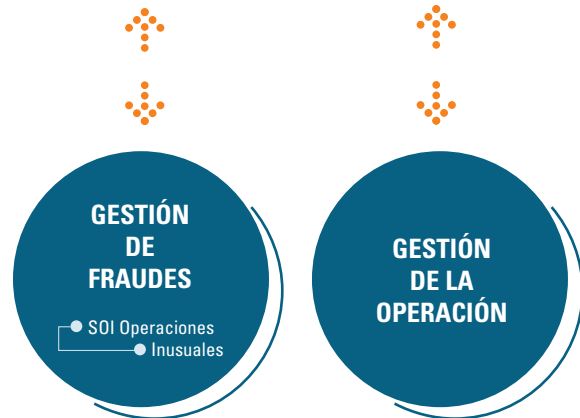 GESTIÓN
DE
FRAUDES
SOI Operaciones
Inusuales
GESTIÓN
DE LA
OPERACIÓN